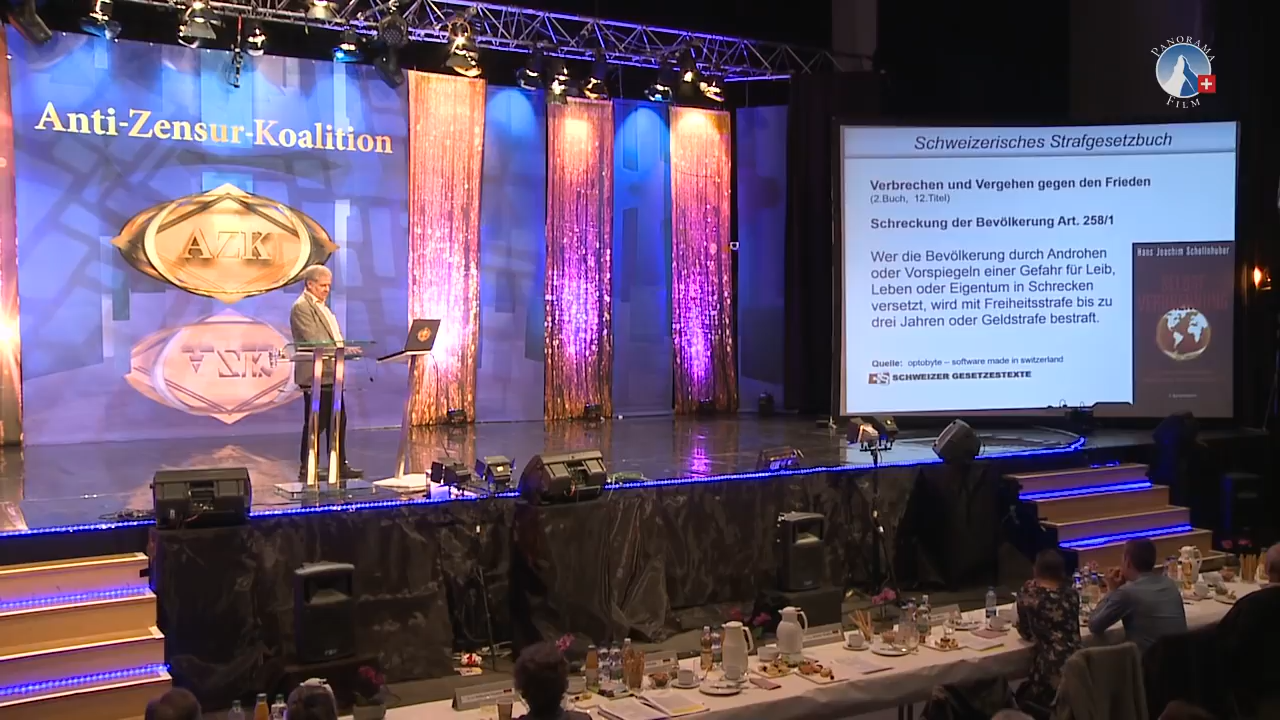 Anti-Zensur-Koalition
AZK
PANORAMA
FILM
Schweizerisches Strafgesetzbuch
Verbrechen und Vergehen gegen den Frieden
(2.Buch, 12.Titel)
Schreckung der Bevölkerung Art. 258/1
Wer die Bevölkerung durch Androhen
oder Vorspiegeln einer Gefahr für Leib,
Leben oder Eigentum in Schrecken
versetzt, wird mit Freiheitsstrafe bis zu
drei Jahren oder Geldstrafe bestraft.
Quelle: optobyte – software made in switzerland
SCHWEIZER GESETZESTEXTE
Hans Joachim Schellnhuber